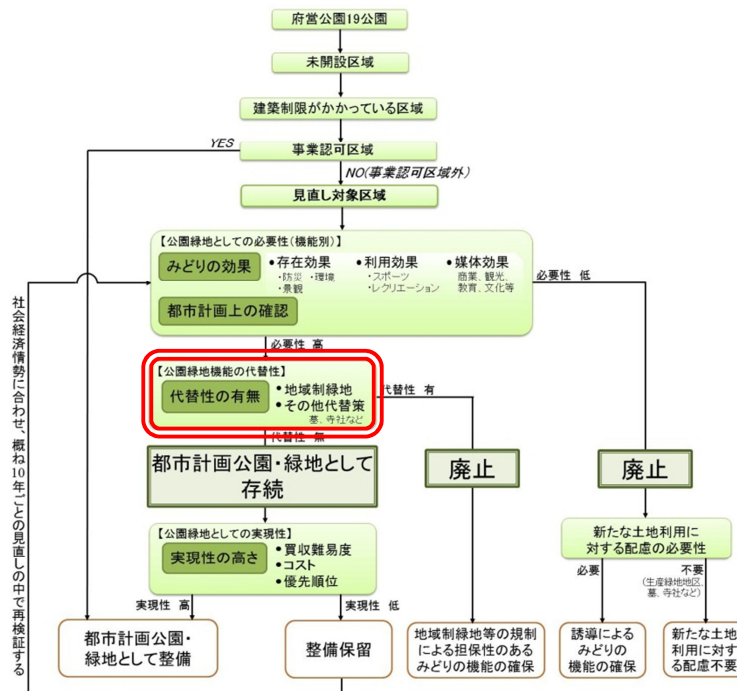 府営公園19公園
未開設区域
建築制限がかかっている区域
事業認可区域
YES
NO(事業認可区域外)
見直し対象区域
【公園緑地としての必要性(機能別)】
みどりの効果
●存在効果
・防災 ・環境
・景観
●利用効果
・スポーツ
・レクリエーション
●媒体効果
商業、観光、
教育、文化等
都市計画上の確認
必要性 低
必要性 高
【公園緑地機能の代替性】
代替性の有無
●地域制緑地
●その他代替策
墓、寺社など
代替性 有
代替性 無
都市計画公園・緑地として
存続
廃止
廃止
【公園緑地としての実現性】
実現性の高さ
●買収難易度
●コスト
●優先順位
新たな土地利用に
対する配慮の必要性
必要
不要
(生産緑地地区、
墓、寺社など)
実現性 高
実現性 低
都市計画公園・
緑地として整備
整備保留
地域制緑地等の規制
による担保性のある
みどりの機能の確保
誘導による
みどりの
機能の確保
新たな土地
利用に対す
る配慮不要
社会経済情勢に合わせ、概ね10年ごとの見直しの中で再検証する